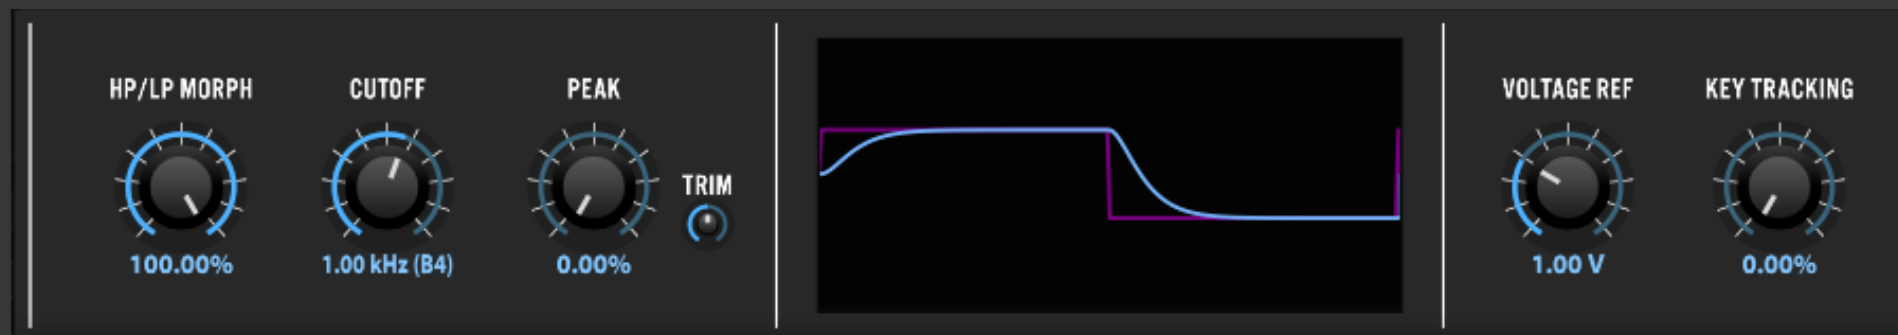 HP/LP MORPH
CUTOFF
PEAK
TRIM
100.00%
1.00 kHz (B4)
0.00%
VOLTAGE REF
KEY TRACKING
1.00 V
0.00%